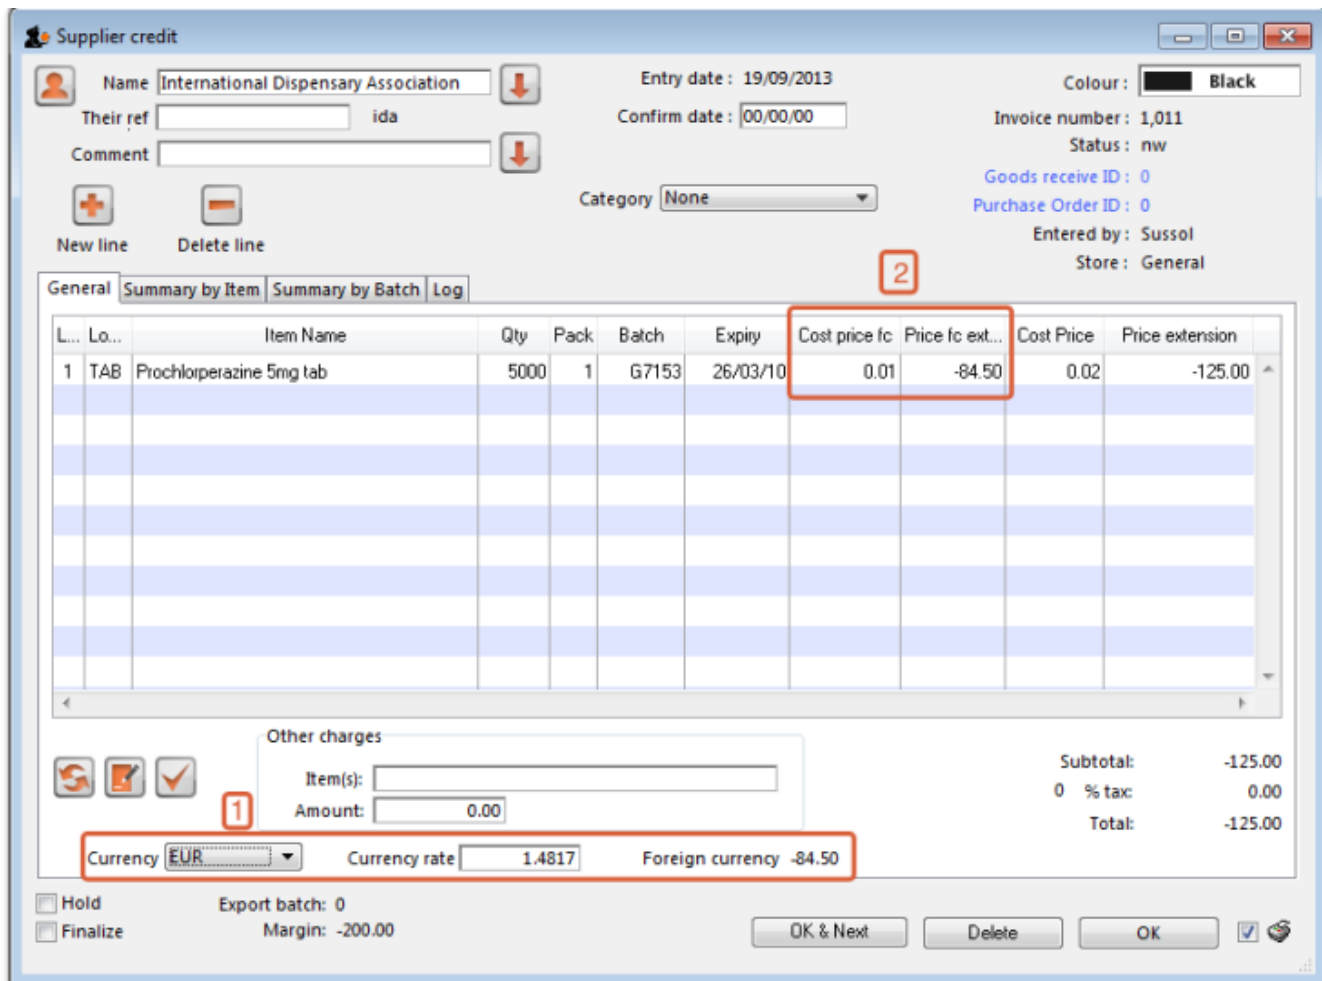 Supplier credit
Name International Dispensary Association
Their ref ida
Comment
New line Delete line
Entry date : 19/09/2013
Confirm date : 00/00/00
Category None
Colour : Black
Invoice number : 1,011
Status : nw
Goods receive ID : 0
Purchase Order ID : 0
Entered by : Sussol
Store : General
2
General Summary by Item Summary by Batch Log
L... Lo... Item Name Qty Pack Batch Expiry Cost price fc Price fc ext... Cost Price Price extension
1 TAB Prochlorperazine 5mg tab 5000 1 G7153 26/03/10 0.01 -84.50 0.02 -125.00
Other charges
Item(s):
Amount: 0.00
Subtotal: -125.00
0 % tax: 0.00
Total: -125.00
1
Currency EUR Currency rate 1.4817 Foreign currency -84.50
Hold Export batch: 0
Finalize Margin: -200.00
OK & Next Delete OK